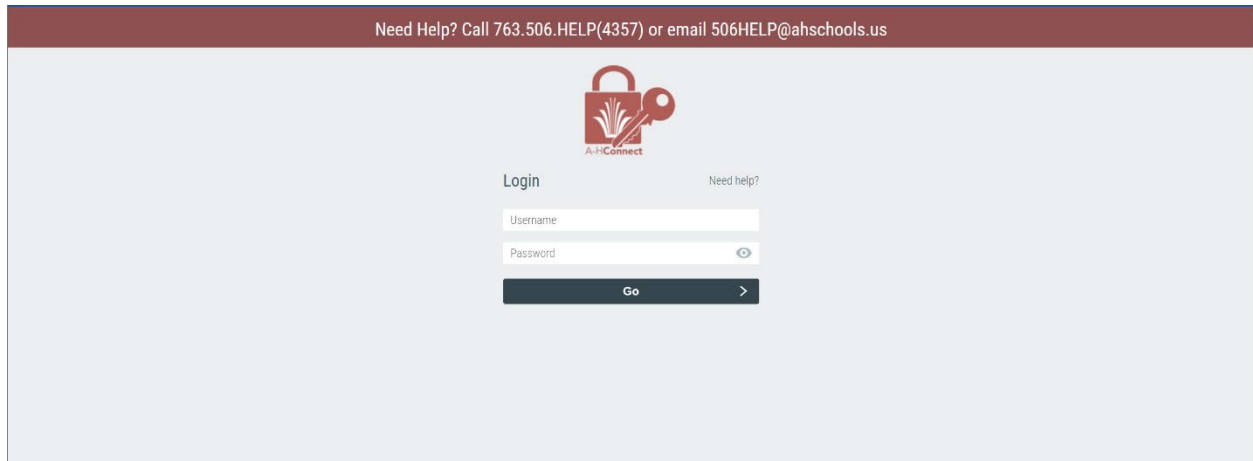 Need Help? Call 763.506.HELP(4357) or email 506HELP@ahschools.us
A-HConnect
Login
Need help?
Username
Password
Go